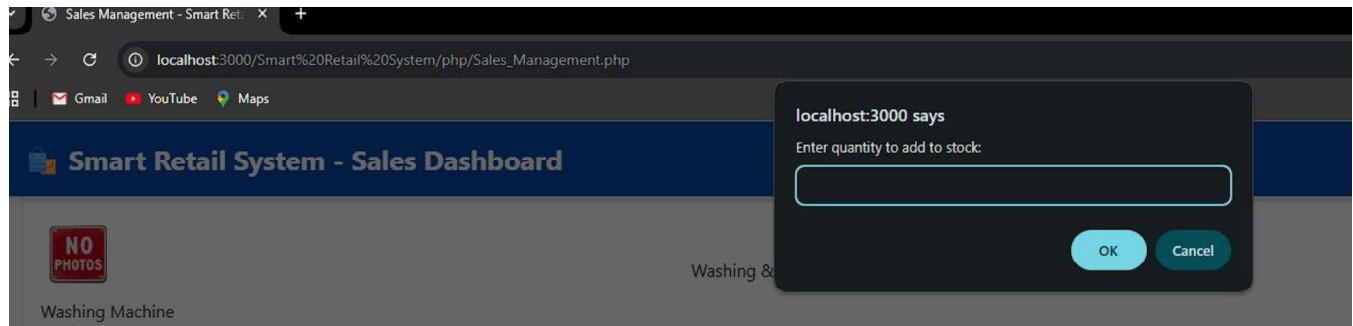 Sales Management - Smart Reta
localhost:3000/Smart%20Retail%20System/php/Sales_Management.php
Gmail YouTube Maps
localhost:3000 says
Enter quantity to add to stock:
OK Cancel
Smart Retail System - Sales Dashboard
NO
PHOTOS
Washing &
Washing Machine